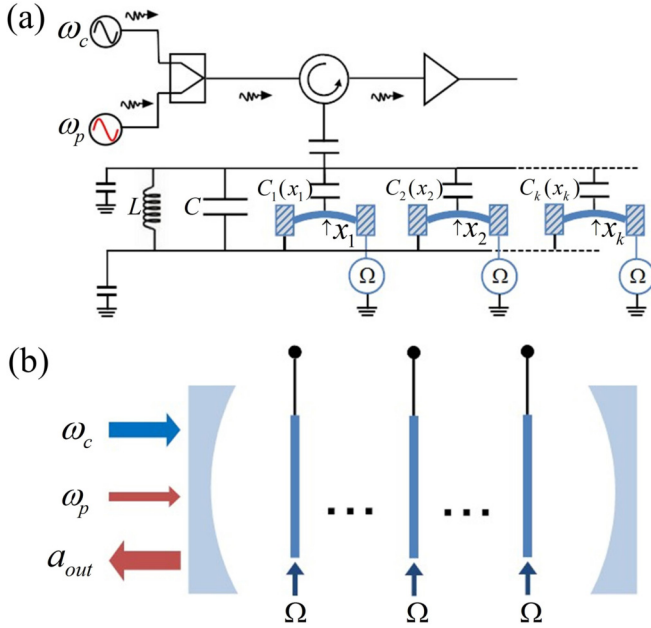 (a)
ω_c
ω_p
L C C_1(x_1) C_2(x_2) C_k(x_k)
↑x_1 ↑x_2 ↑x_k
Ω Ω Ω
(b)
ω_c
ω_p
a_out
Ω Ω Ω